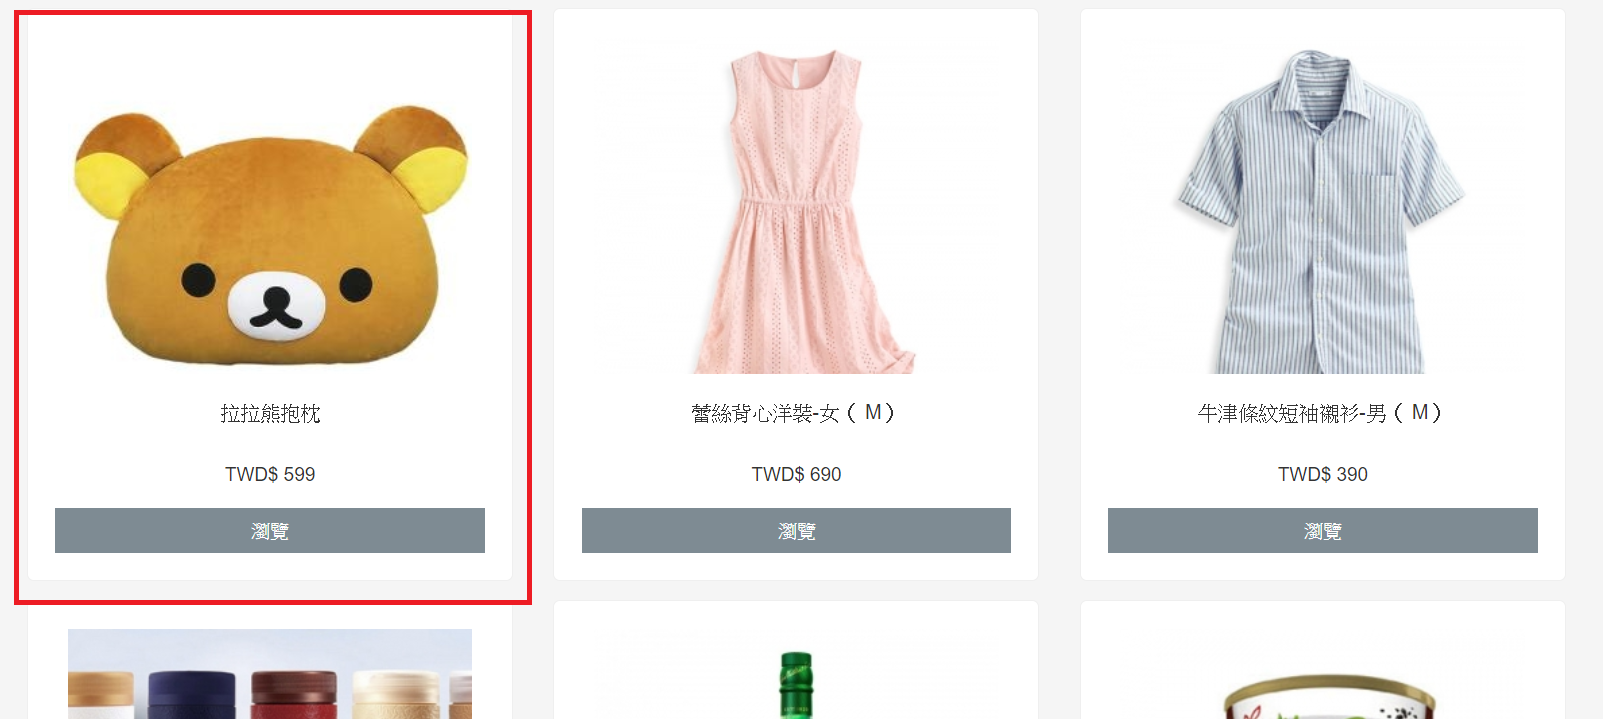 拉拉熊抱枕
蕾絲背心洋裝-女（ M）
牛津條紋短袖襯衫-男（ M）
TWD$ 599
TWD$ 690
TWD$ 390
瀏覽
瀏覽
瀏覽